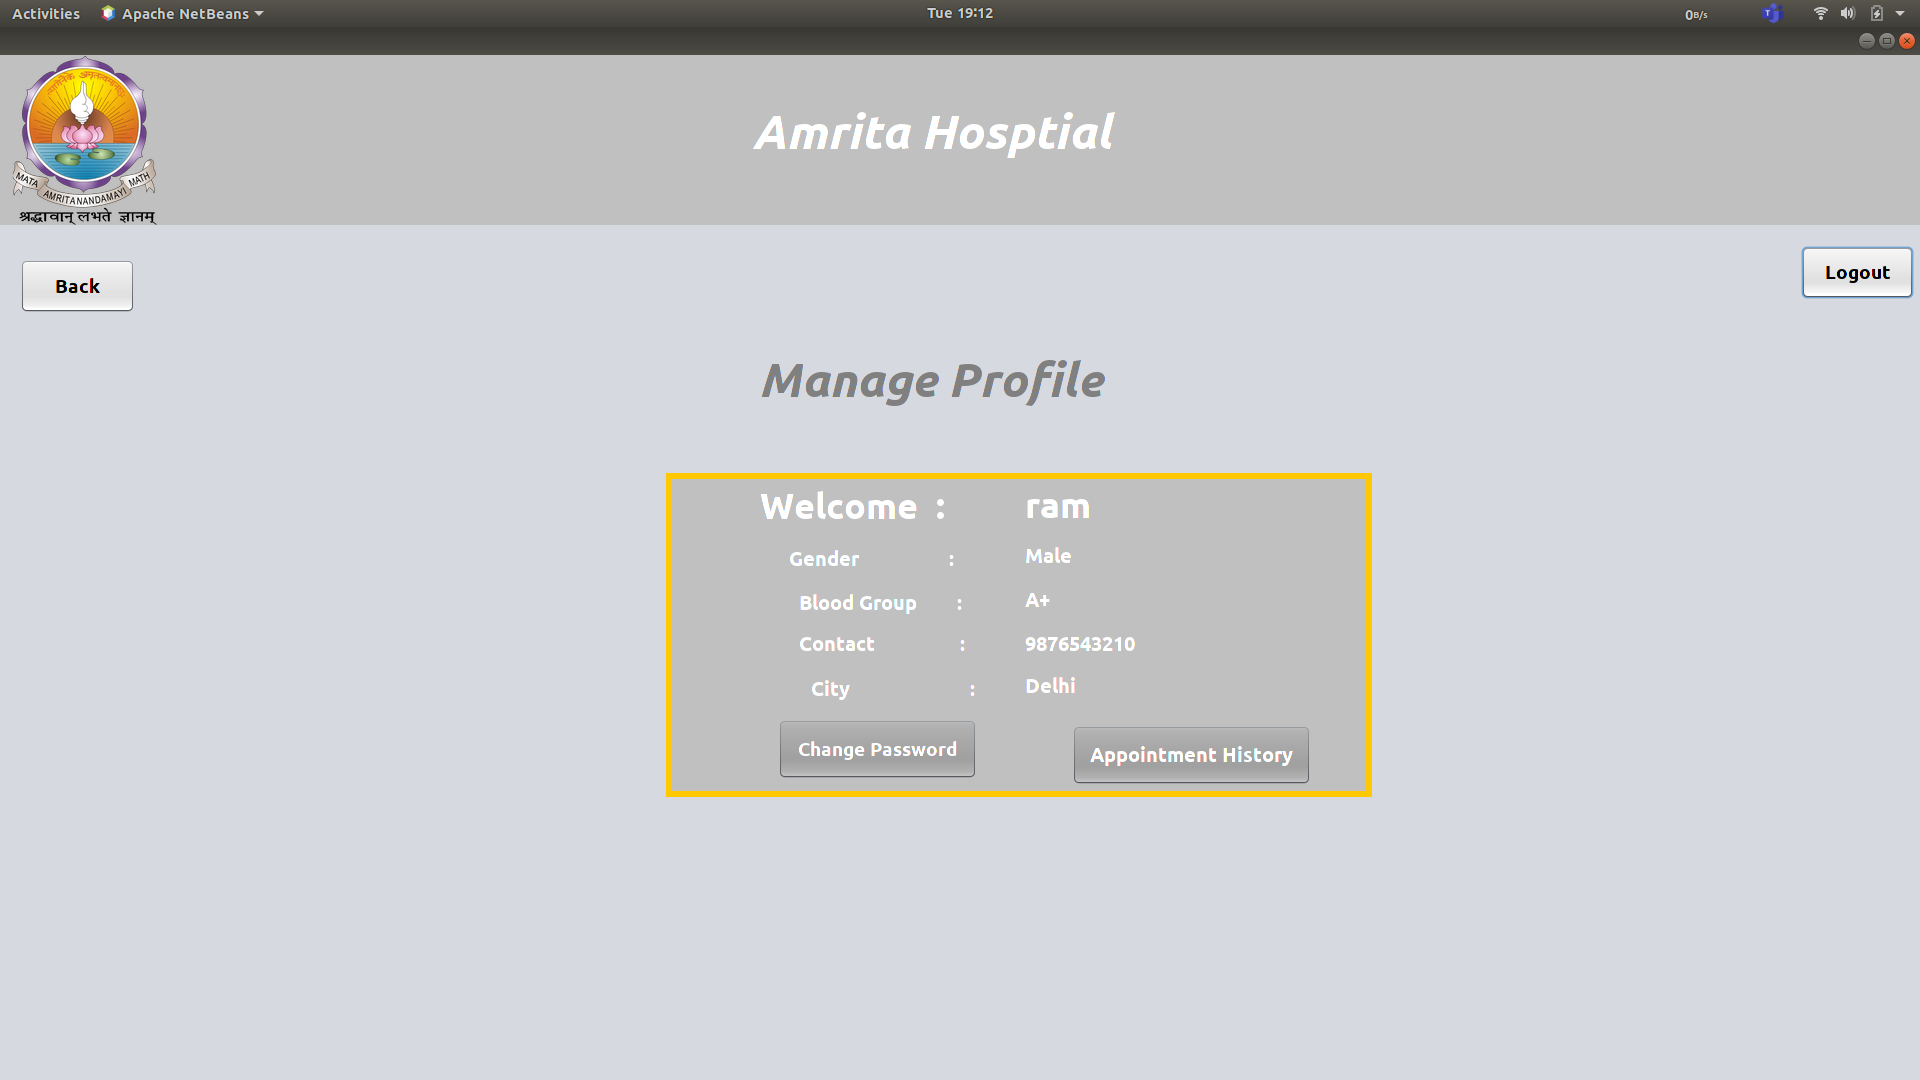 Activities Apache NetBeans Tue 19:12 0B/s
MATA AMRITANANDAMAYI MATH
श्रद्धावान् लभते ज्ञानम्
Amrita Hosptial
Back
Logout
Manage Profile
Welcome : ram
Gender : Male
Blood Group : A+
Contact : 9876543210
City : Delhi
Change Password
Appointment History